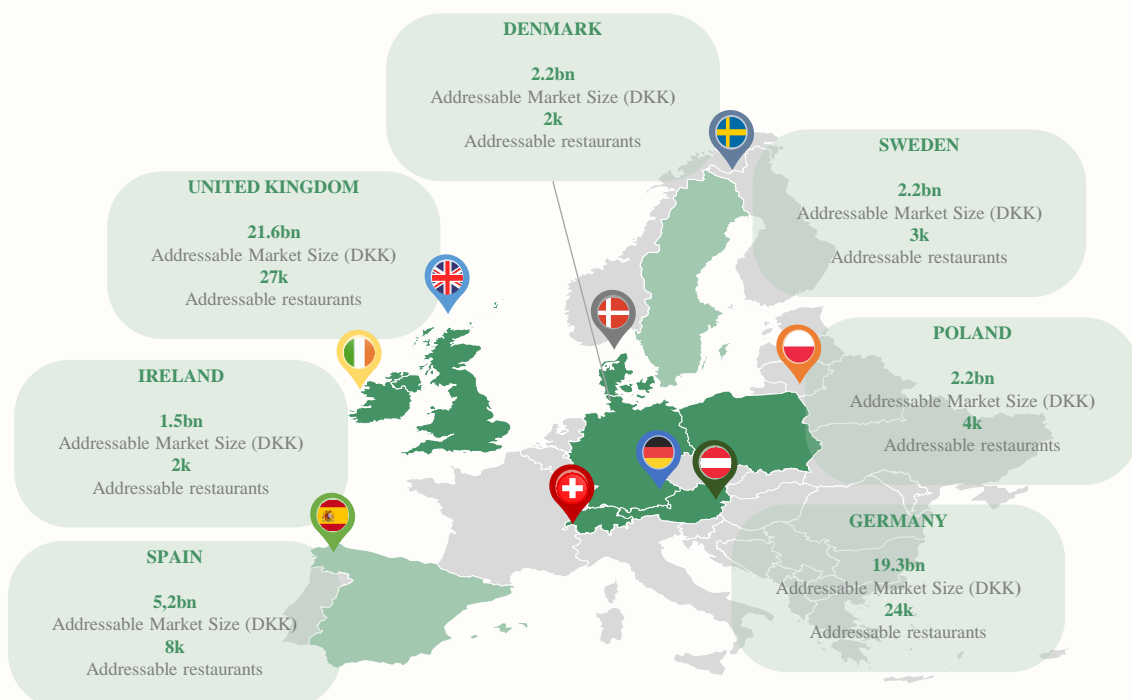 DENMARK
2.2bn
Addressable Market Size (DKK)
2k
Addressable restaurants
SWEDEN
2.2bn
Addressable Market Size (DKK)
3k
Addressable restaurants
UNITED KINGDOM
21.6bn
Addressable Market Size (DKK)
27k
Addressable restaurants
POLAND
2.2bn
Addressable Market Size (DKK)
4k
Addressable restaurants
IRELAND
1.5bn
Addressable Market Size (DKK)
2k
Addressable restaurants
GERMANY
19.3bn
Addressable Market Size (DKK)
24k
Addressable restaurants
SPAIN
5,2bn
Addressable Market Size (DKK)
8k
Addressable restaurants